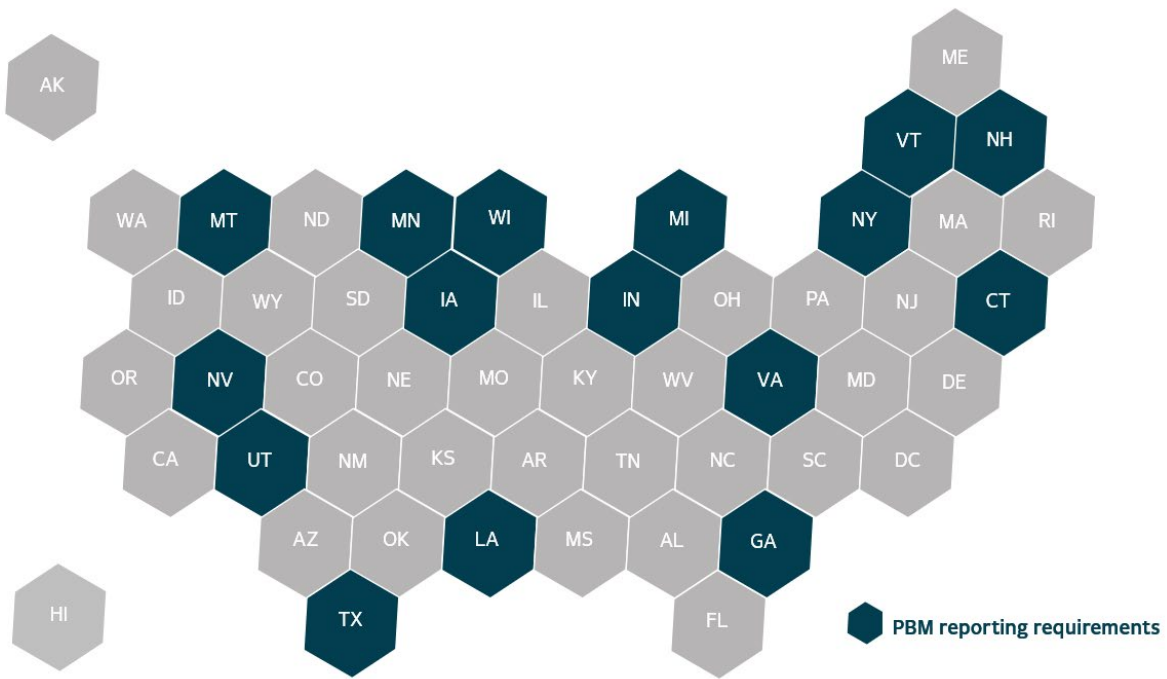 ME
AK
VT NH
WA MT ND MN WI MI NY MA RI
ID WY SD IA IL IN OH PA NJ CT
OR NV CO NE MO KY WV VA MD DE
CA UT NM KS AR TN NC SC DC
AZ OK LA MS AL GA
HI TX FL
PBM reporting requirements